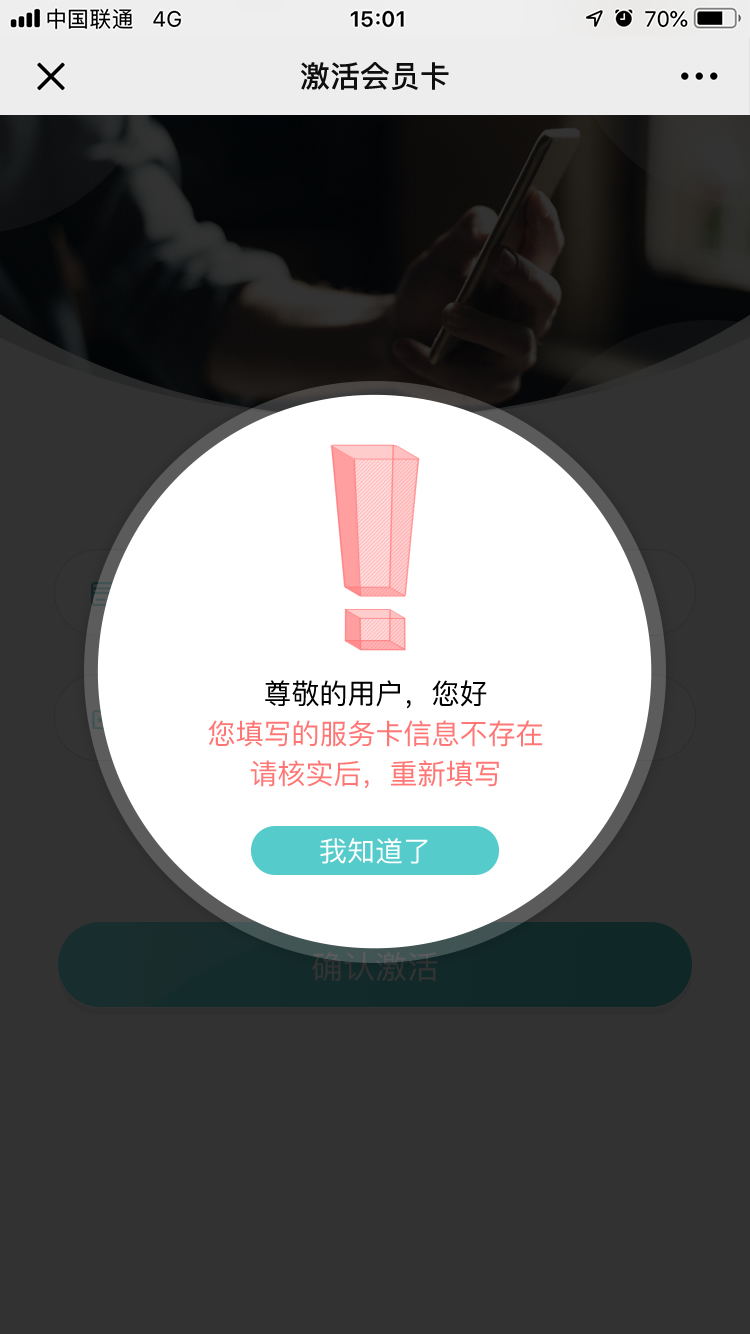 中国联通 4G 15:01 70%
激活会员卡
尊敬的用户，您好
您填写的服务卡信息不存在
请核实后，重新填写
我知道了
确认激活